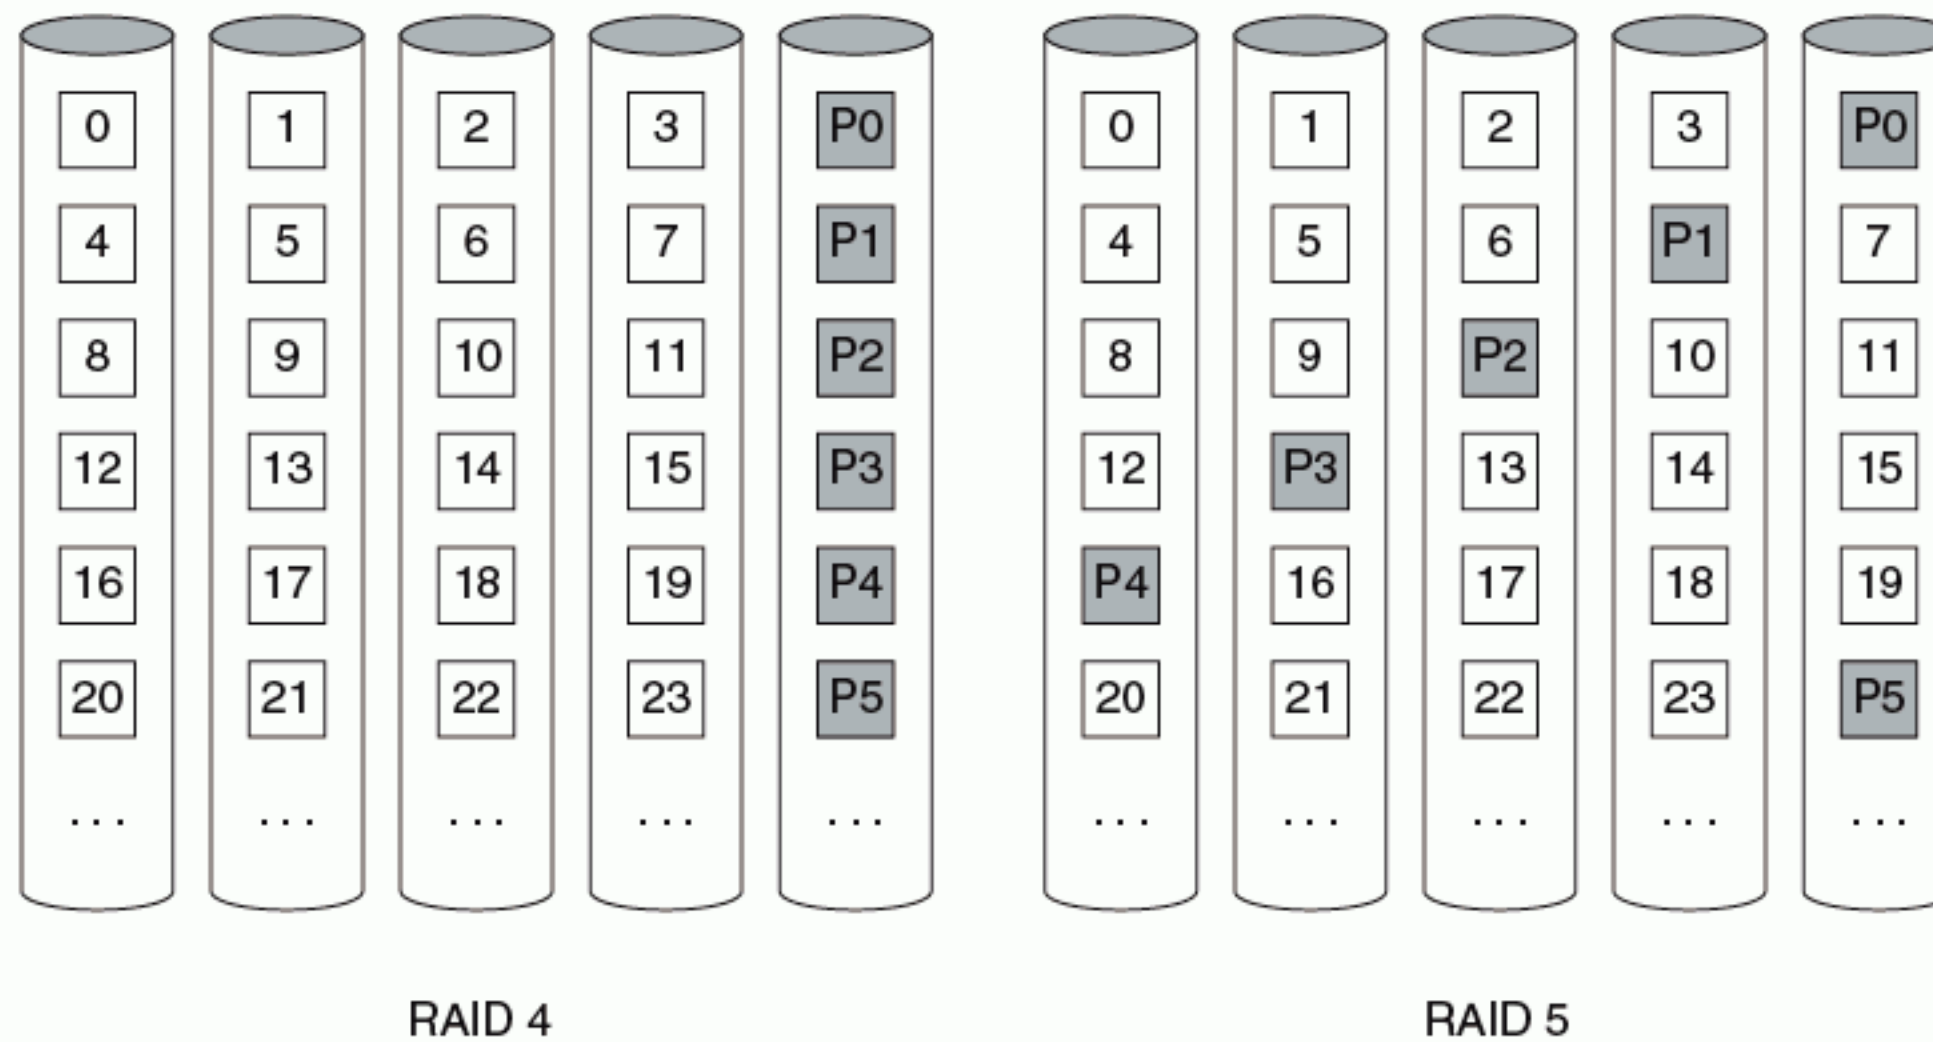 0 1 2 3 P0 0 1 2 3 P0
4 5 6 7 P1 4 5 6 P1 7
8 9 10 11 P2 8 9 P2 10 11
12 13 14 15 P3 12 P3 13 14 15
16 17 18 19 P4 P4 16 17 18 19
20 21 22 23 P5 20 21 22 23 P5
... ... ... ... ... ... ... ... ... ...
RAID 4 RAID 5